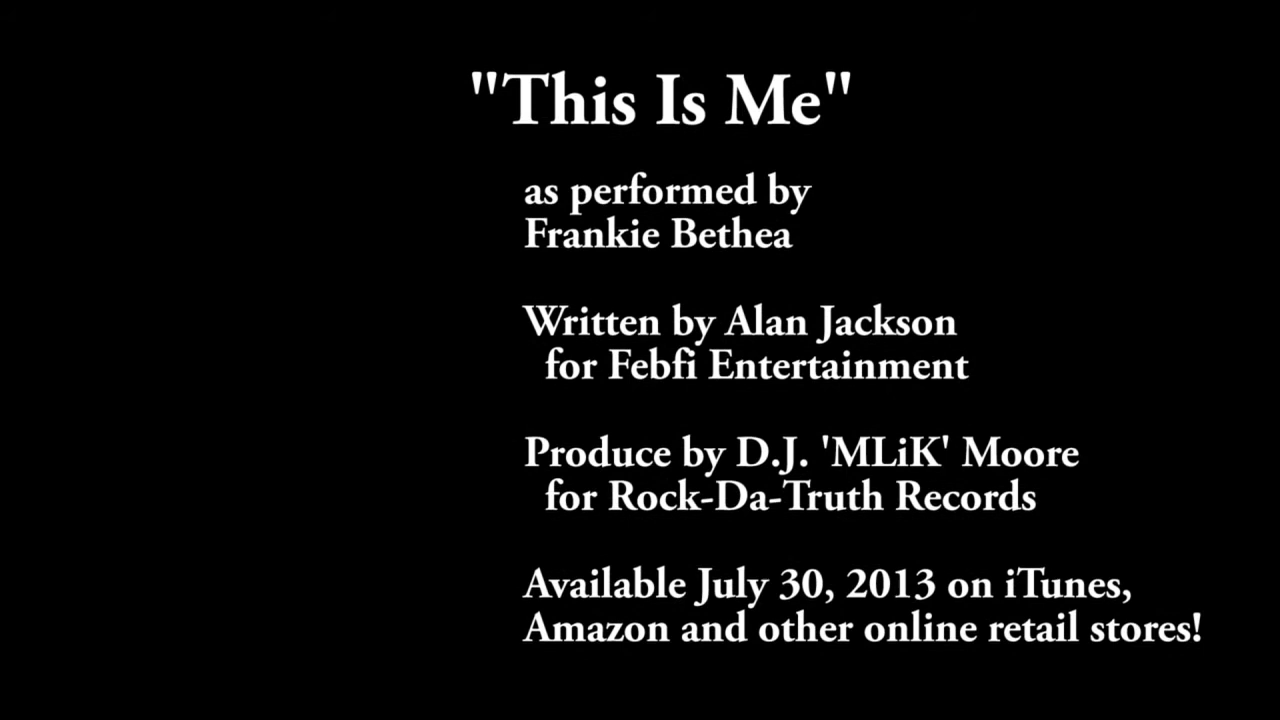 "This Is Me"
as performed by
Frankie Bethea
Written by Alan Jackson
for Febfi Entertainment
Produce by D.J. 'MLiK' Moore
for Rock-Da-Truth Records
Available July 30, 2013 on iTunes,
Amazon and other online retail stores!